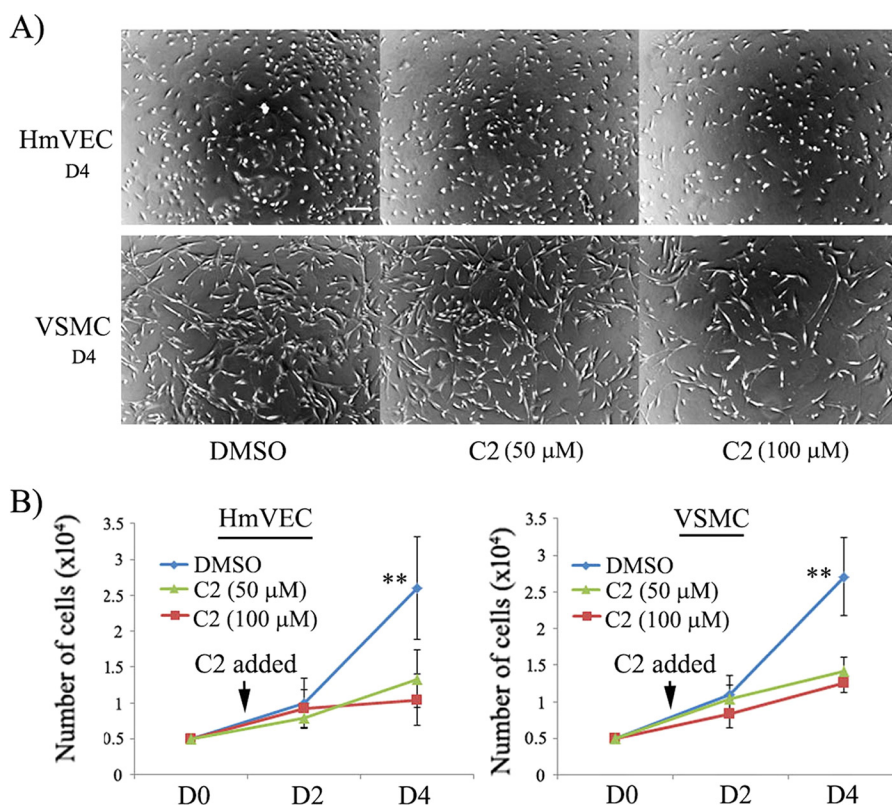 A)
HmVEC
D4
VSMC
D4
DMSO
C2 (50 µM)
C2 (100 µM)
B)
Number of cells (x10⁴)
3.5
3
2.5
2
1.5
1
0.5
0
HmVEC
DMSO
C2 (50 µM)
C2 (100 µM)
**
C2 added
D0
D2
D4
Number of cells (x10⁴)
3.5
3
2.5
2
1.5
1
0.5
0
VSMC
DMSO
C2 (50 µM)
C2 (100 µM)
**
C2 added
D0
D2
D4